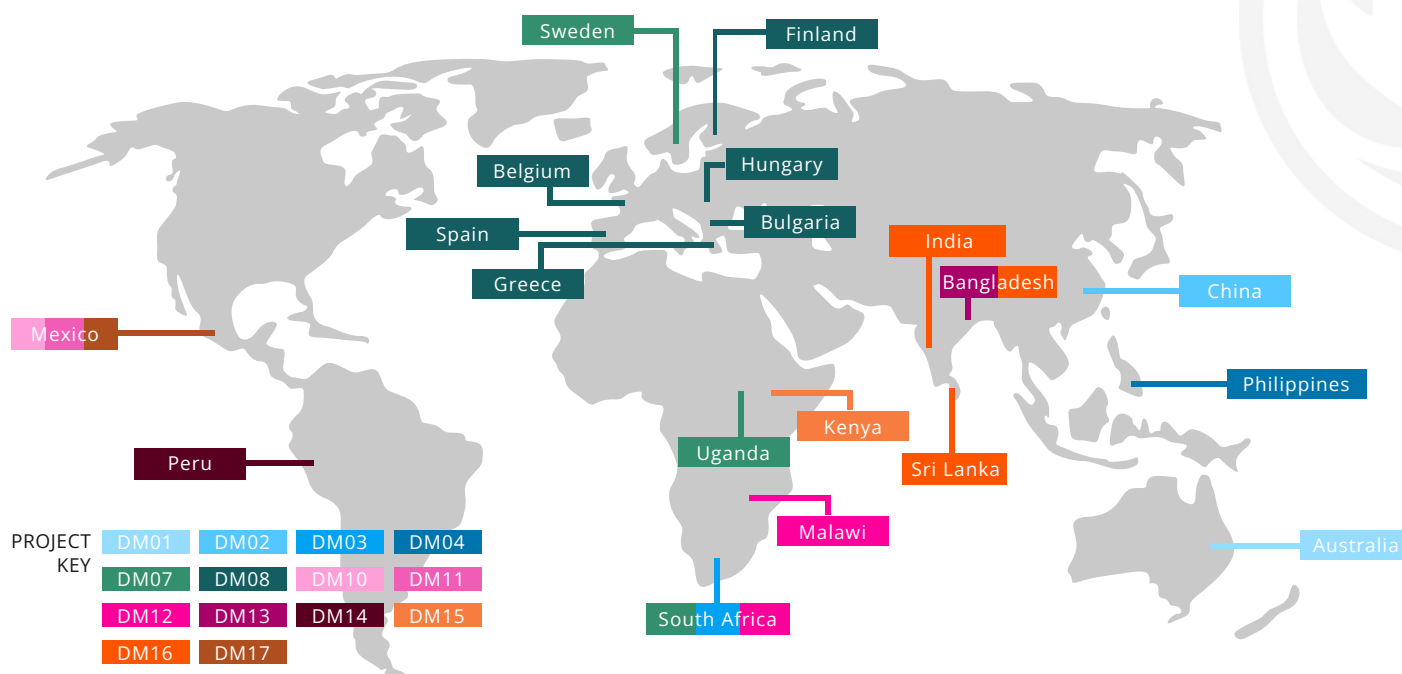 Sweden
Finland
Belgium
Hungary
Spain
Bulgaria
Greece
India
Bangladesh
China
Mexico
Philippines
Kenya
Uganda
Peru
Sri Lanka
Malawi
Australia
South Africa
PROJECT
KEY
DM01 DM02 DM03 DM04
DM07 DM08 DM10 DM11
DM12 DM13 DM14 DM15
DM16 DM17